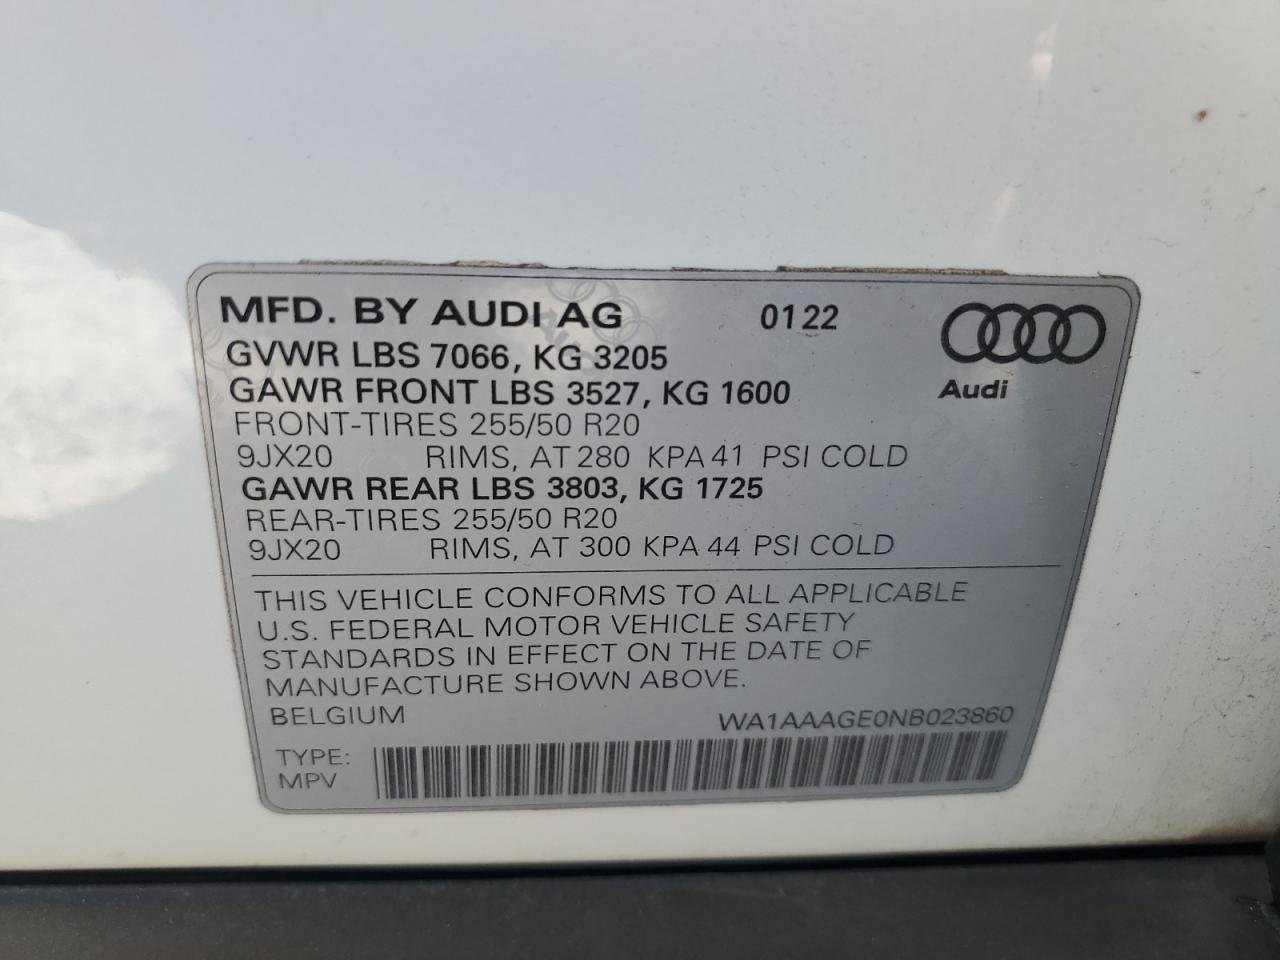 MFD. BY AUDI AG 0122
GVWR LBS 7066, KG 3205
GAWR FRONT LBS 3527, KG 1600
Audi
FRONT-TIRES 255/50 R20
9JX20 RIMS, AT 280 KPA 41 PSI COLD
GAWR REAR LBS 3803, KG 1725
REAR-TIRES 255/50 R20
9JX20 RIMS, AT 300 KPA 44 PSI COLD
THIS VEHICLE CONFORMS TO ALL APPLICABLE
U.S. FEDERAL MOTOR VEHICLE SAFETY
STANDARDS IN EFFECT ON THE DATE OF
MANUFACTURE SHOWN ABOVE.
BELGIUM WA1AAAGE0NB023860
TYPE:
MPV